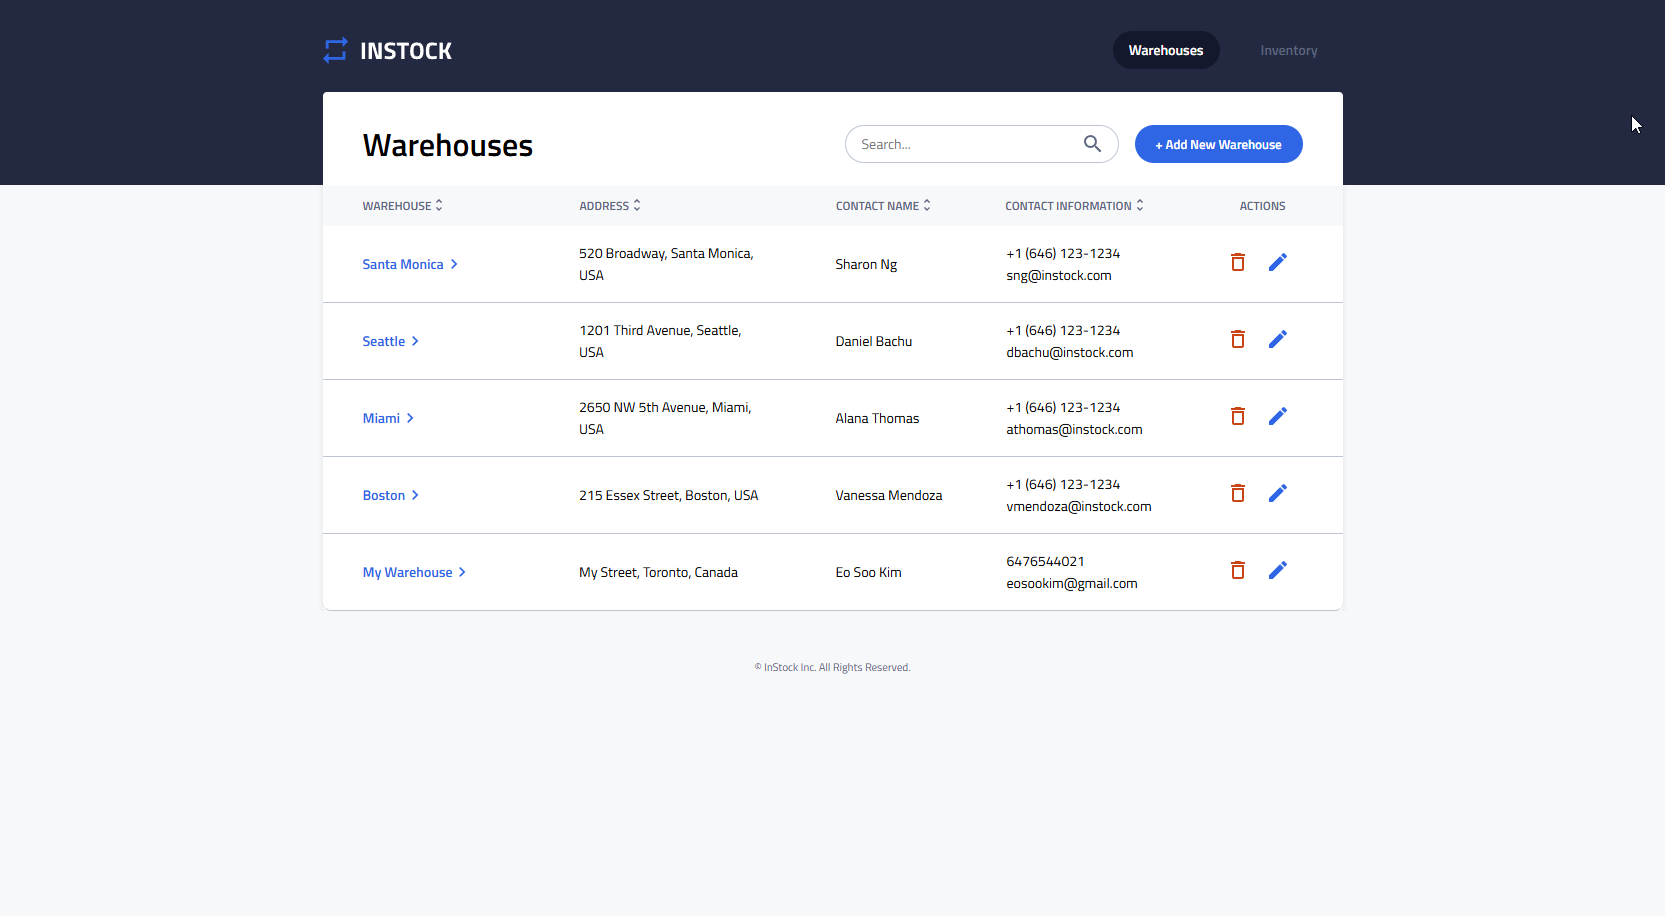 INSTOCK
Warehouses
Inventory
Warehouses
Search...
+ Add New Warehouse
WAREHOUSE
ADDRESS
CONTACT NAME
CONTACT INFORMATION
ACTIONS
Santa Monica
520 Broadway, Santa Monica,
USA
Sharon Ng
+1 (646) 123-1234
sng@instock.com
Seattle
1201 Third Avenue, Seattle,
USA
Daniel Bachu
+1 (646) 123-1234
dbachu@instock.com
Miami
2650 NW 5th Avenue, Miami,
USA
Alana Thomas
+1 (646) 123-1234
athomas@instock.com
Boston
215 Essex Street, Boston, USA
Vanessa Mendoza
+1 (646) 123-1234
vmendoza@instock.com
My Warehouse
My Street, Toronto, Canada
Eo Soo Kim
6476544021
eosookim@gmail.com
© InStock Inc. All Rights Reserved.